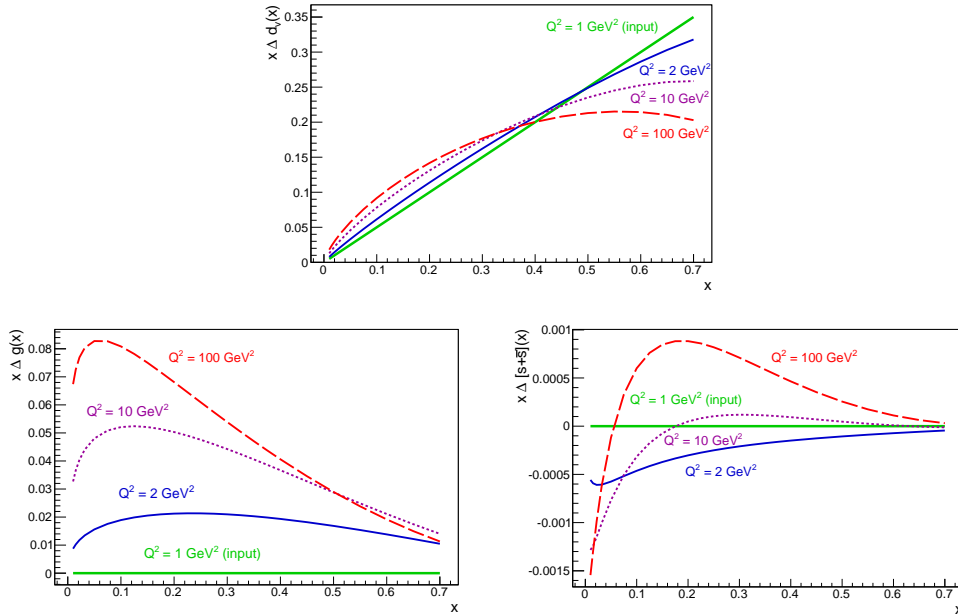 x Δ d_v(x)
0.35
0.3
0.25
0.2
0.15
0.1
0.05
0
Q² = 1 GeV² (input)
Q² = 2 GeV²
Q² = 10 GeV²
Q² = 100 GeV²
0 0.1 0.2 0.3 0.4 0.5 0.6 0.7
x
x Δ g(x)
0.08
0.07
0.06
0.05
0.04
0.03
0.02
0.01
0
Q² = 100 GeV²
Q² = 10 GeV²
Q² = 2 GeV²
Q² = 1 GeV² (input)
0 0.1 0.2 0.3 0.4 0.5 0.6 0.7
x
x Δ [s+s̄](x)
0.001
0.0005
0
-0.0005
-0.001
-0.0015
Q² = 100 GeV²
Q² = 1 GeV² (input)
Q² = 10 GeV²
Q² = 2 GeV²
0 0.1 0.2 0.3 0.4 0.5 0.6 0.7
x